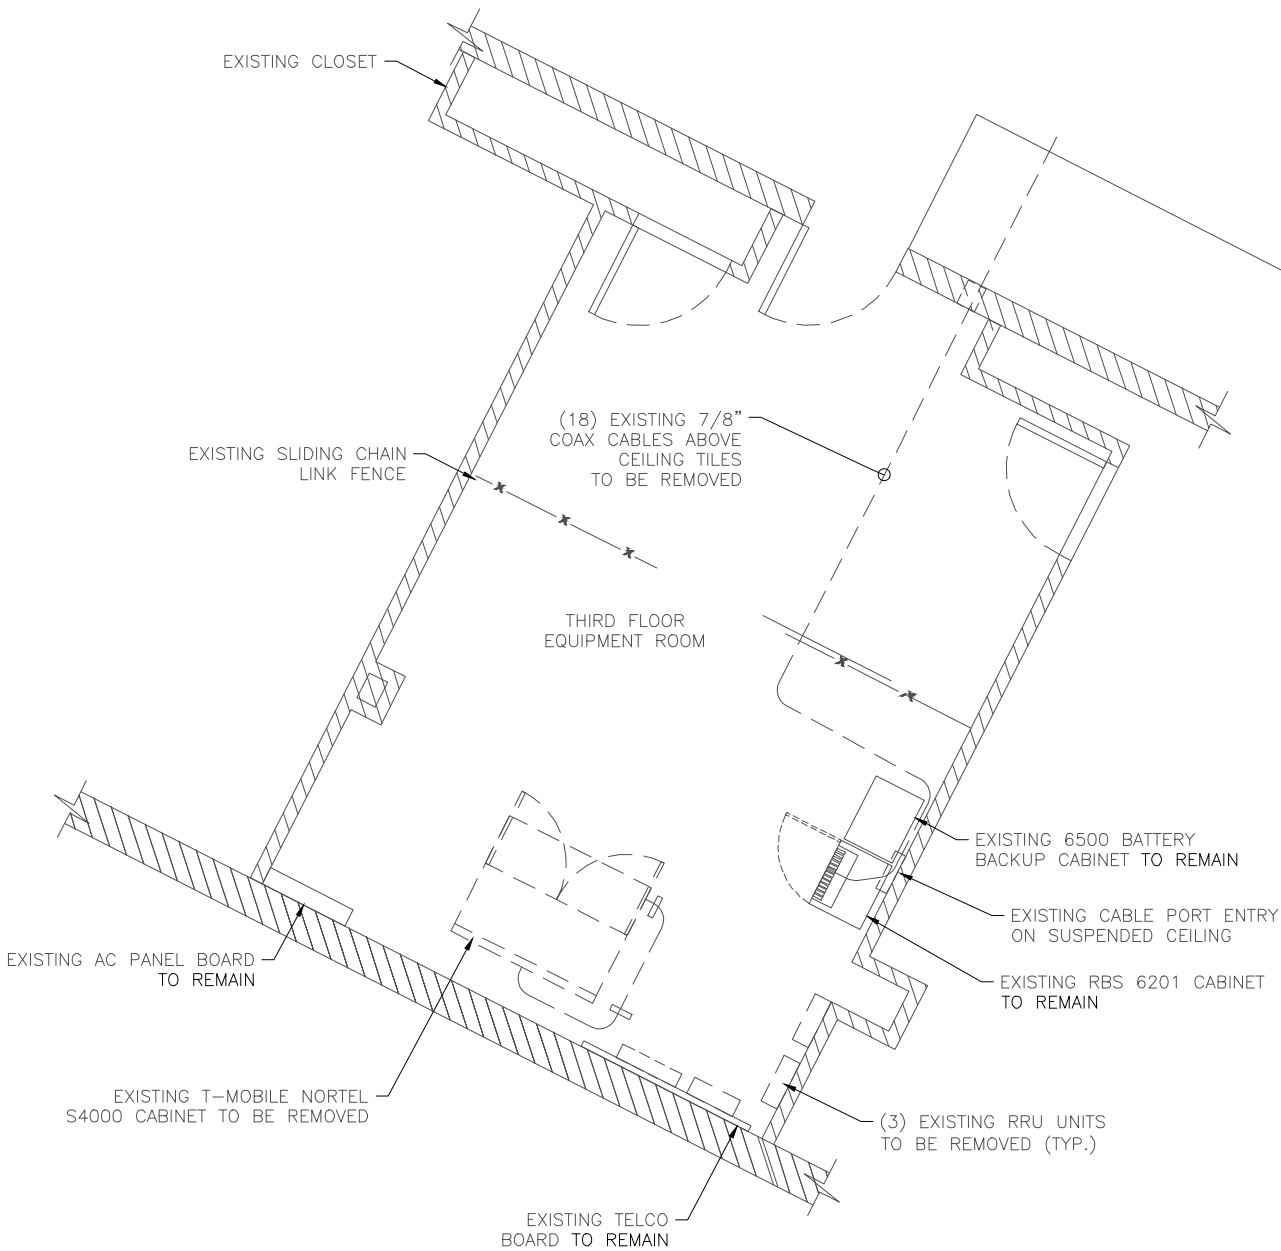 EXISTING CLOSET
(18) EXISTING 7/8”
COAX CABLES ABOVE
CEILING TILES
TO BE REMOVED
EXISTING SLIDING CHAIN
LINK FENCE
THIRD FLOOR
EQUIPMENT ROOM
EXISTING 6500 BATTERY
BACKUP CABINET TO REMAIN
EXISTING CABLE PORT ENTRY
ON SUSPENDED CEILING
EXISTING AC PANEL BOARD
TO REMAIN
EXISTING RBS 6201 CABINET
TO REMAIN
EXISTING T-MOBILE NORTEL
S4000 CABINET TO BE REMOVED
(3) EXISTING RRU UNITS
TO BE REMOVED (TYP.)
EXISTING TELCO
BOARD TO REMAIN